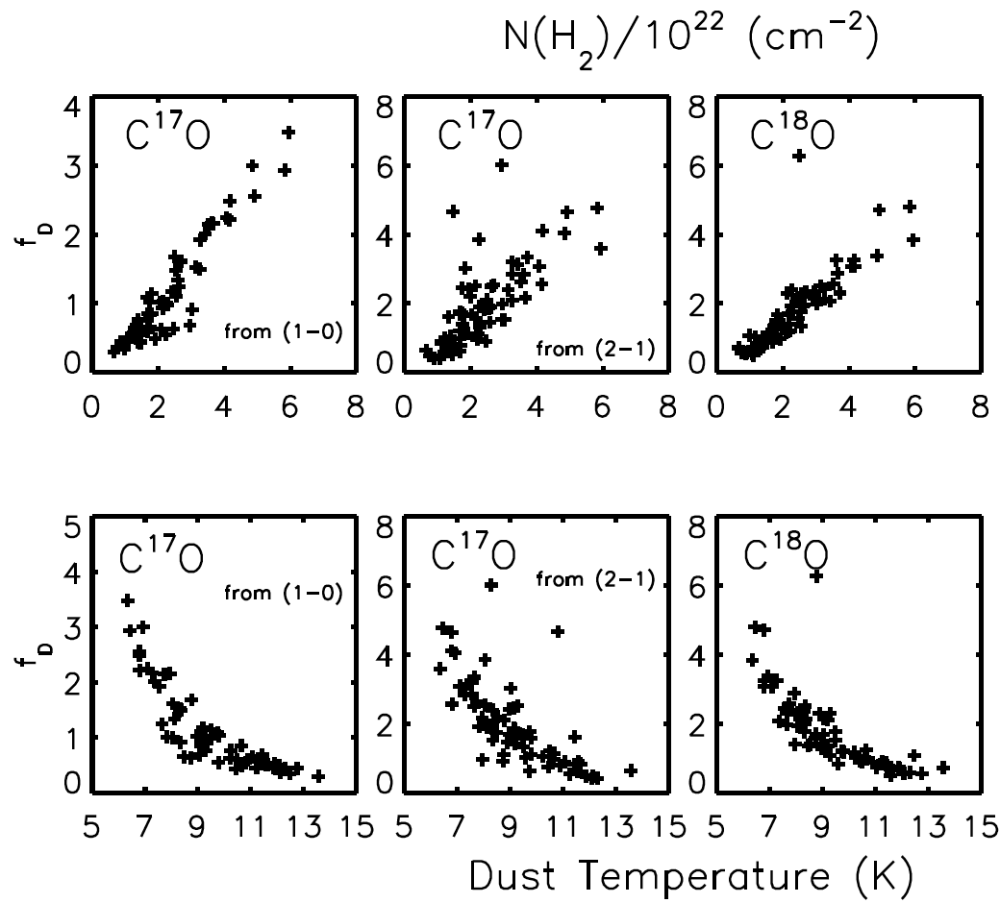 N(H₂)/10²² (cm⁻²)
C¹⁷O C¹⁷O C¹⁸O
4 8 8
3 6 6
f_D 2 4 4
1 2 2
from (1-0) from (2-1)
0 0 0
0 2 4 6 8 0 2 4 6 8 0 2 4 6 8
5 8 8
C¹⁷O C¹⁷O C¹⁸O
from (1-0) from (2-1)
4 6 6
3
f_D 4 4
2
2 2
1
0 0 0
5 7 9 11 13 15 5 7 9 11 13 15 5 7 9 11 13 15
Dust Temperature (K)